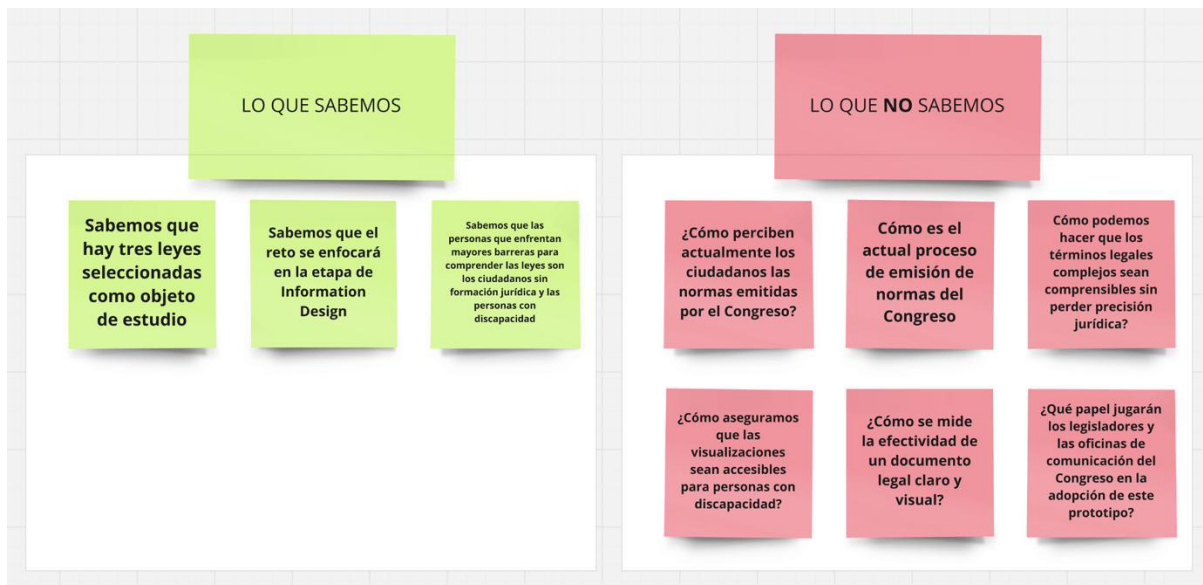 LO QUE SABEMOS
Sabemos que
hay tres leyes
seleccionadas
como objeto
de estudio
Sabemos que el
reto se enfocará
en la etapa de
Information
Design
Sabemos que las
personas que enfrentan
mayores barreras para
comprender las leyes son
los ciudadanos sin
formación jurídica y las
personas con
discapacidad
LO QUE NO SABEMOS
¿Cómo perciben
actualmente los
ciudadanos las
normas emitidas
por el Congreso?
Cómo es el
actual proceso
de emisión de
normas del
Congreso
Cómo podemos
hacer que los
términos legales
complejos sean
comprensibles sin
perder precisión
jurídica?
¿Cómo aseguramos
que las
visualizaciones
sean accesibles
para personas con
discapacidad?
¿Cómo se mide
la efectividad de
un documento
legal claro y
visual?
¿Qué papel jugarán
los legisladores y
las oficinas de
comunicación del
Congreso en la
adopción de este
prototipo?